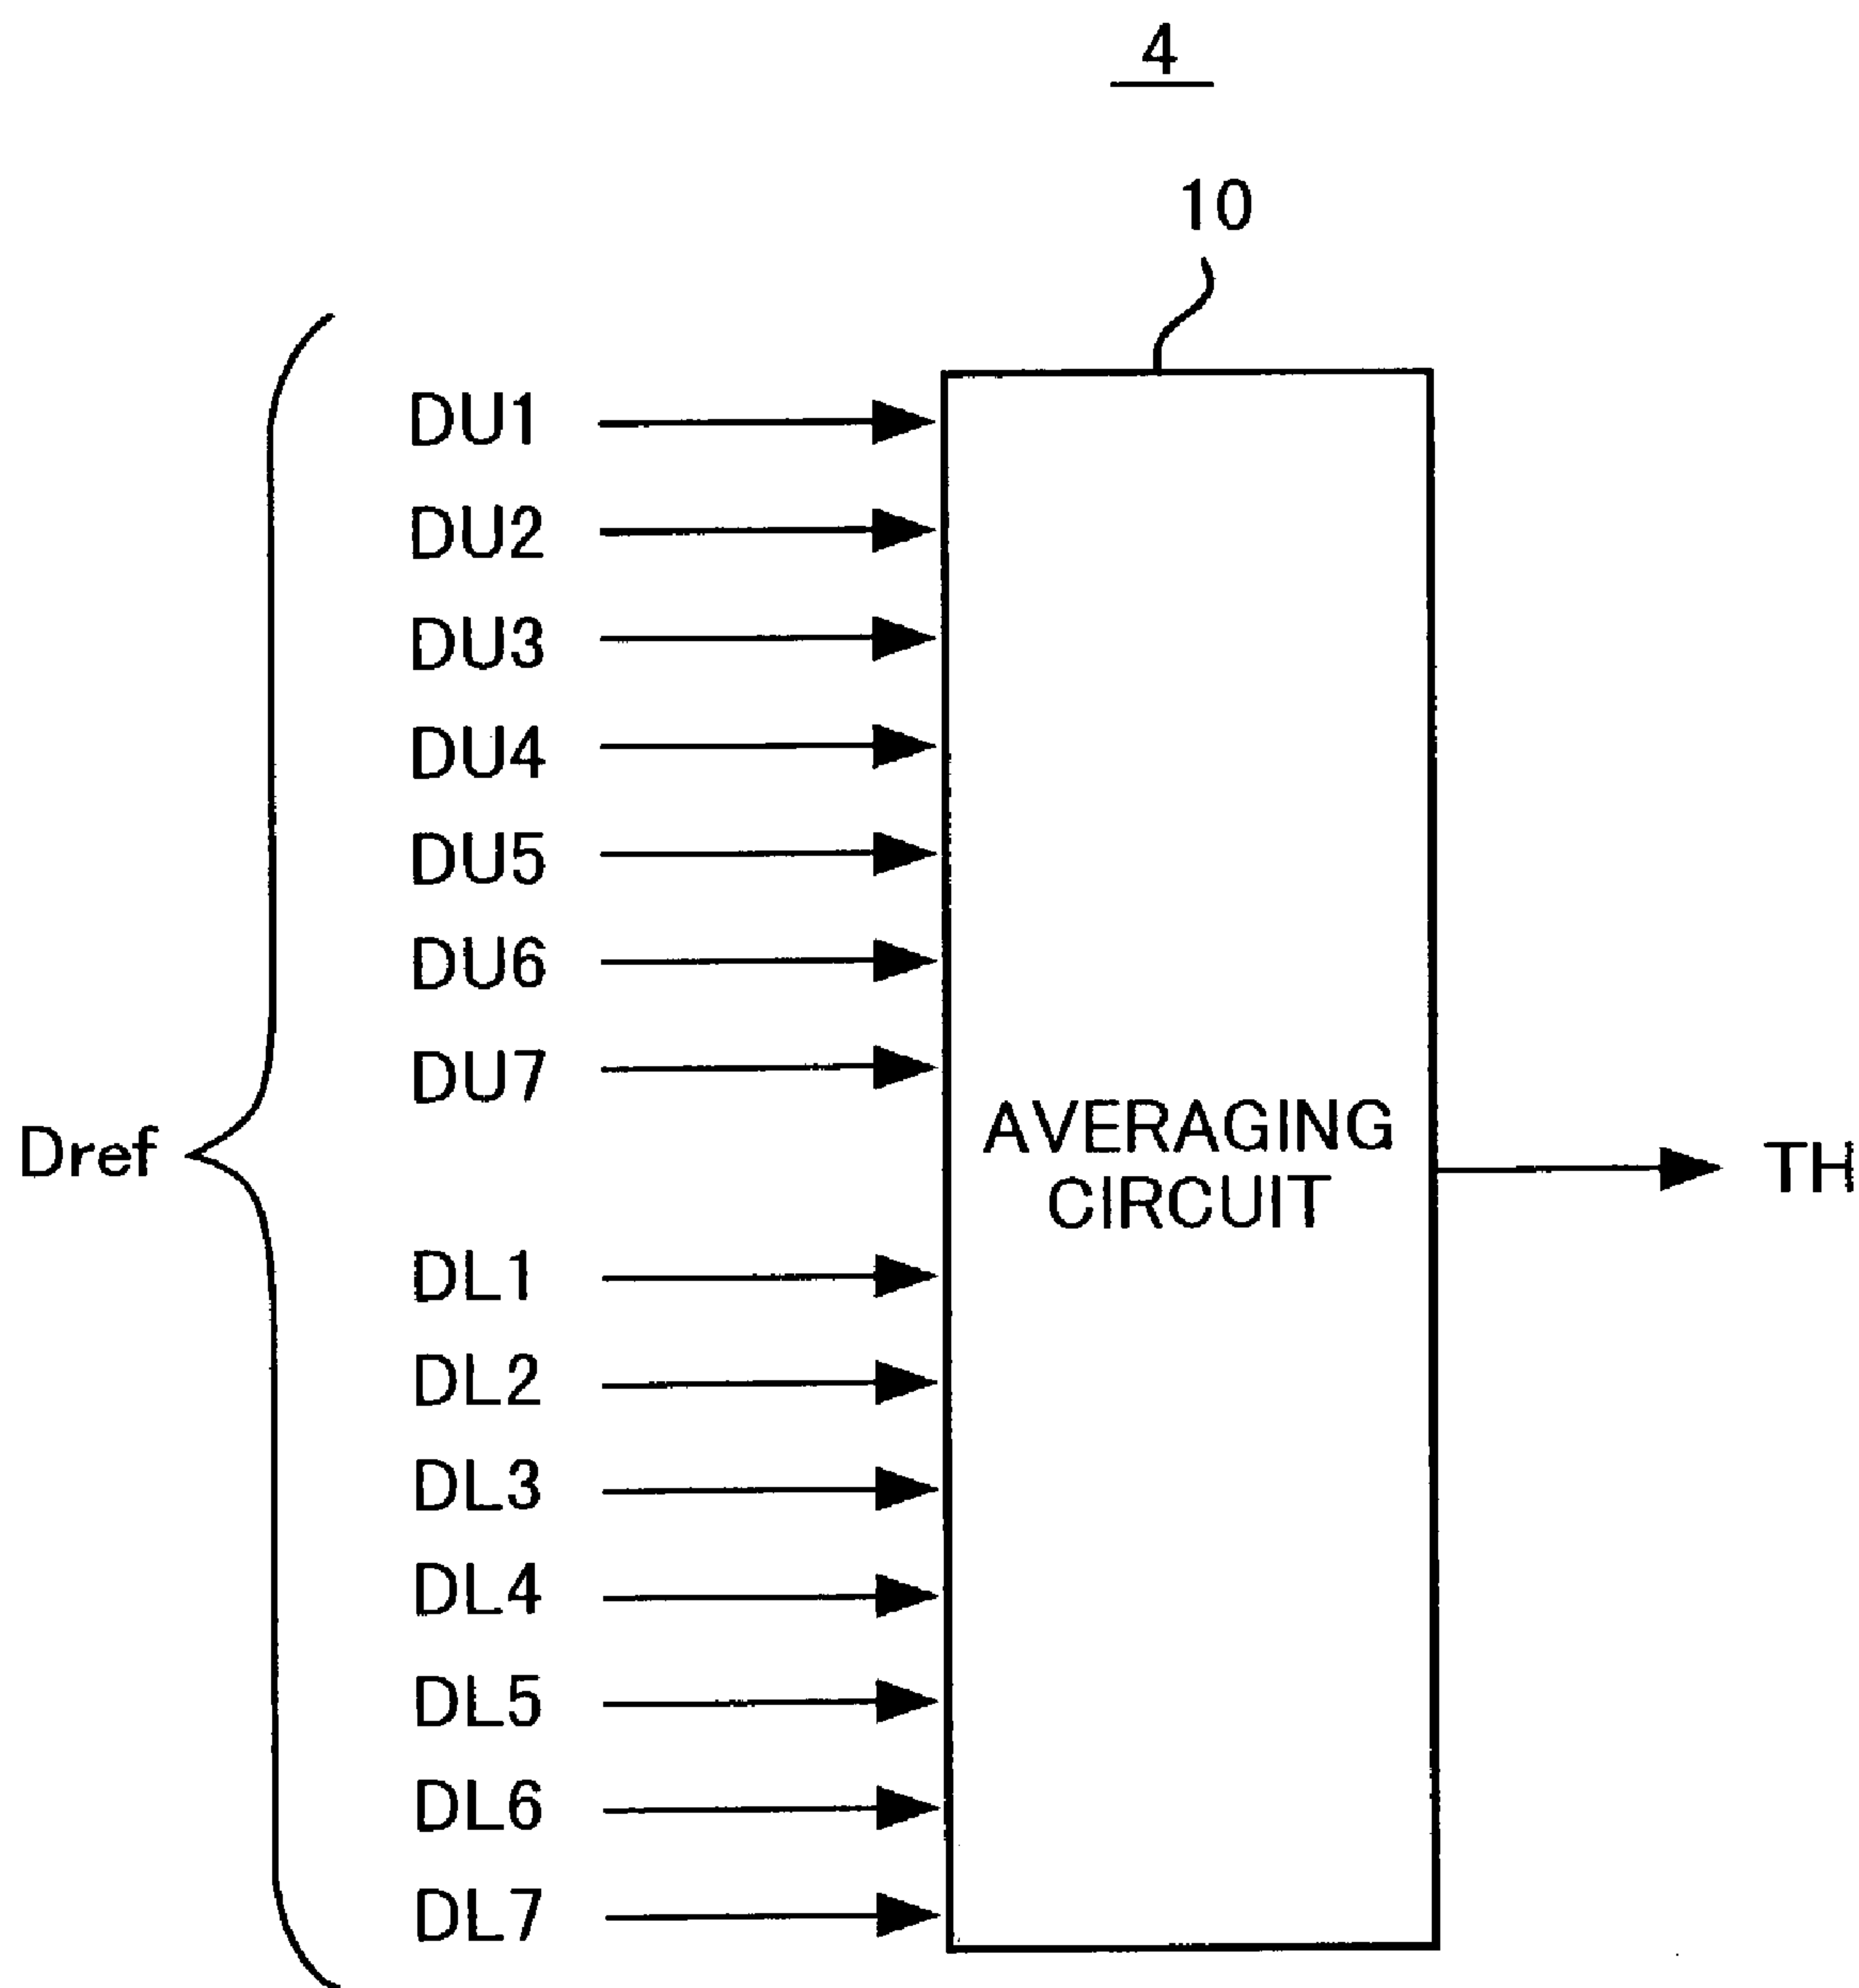 4
10
DU1
DU2
DU3
DU4
DU5
DU6
DU7
Dref
AVERAGING
CIRCUIT
TH
DL1
DL2
DL3
DL4
DL5
DL6
DL7